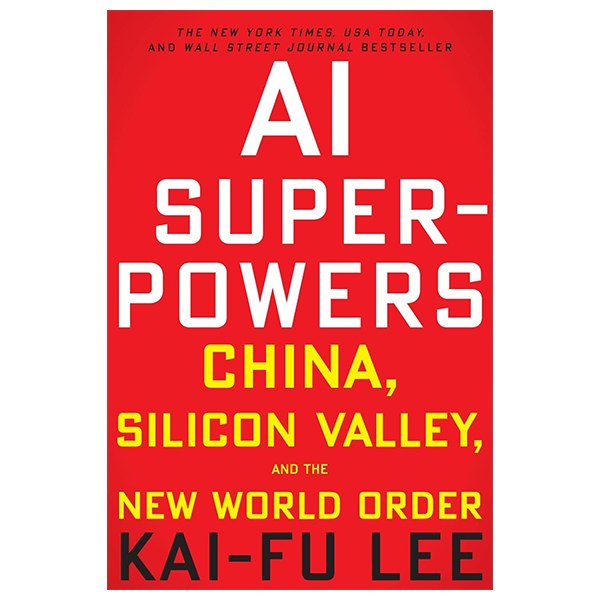 THE NEW YORK TIMES, USA TODAY,
AND WALL STREET JOURNAL BESTSELLER
AI
SUPER-
POWERS
CHINA,
SILICON VALLEY,
AND THE
NEW WORLD ORDER
KAI-FU LEE